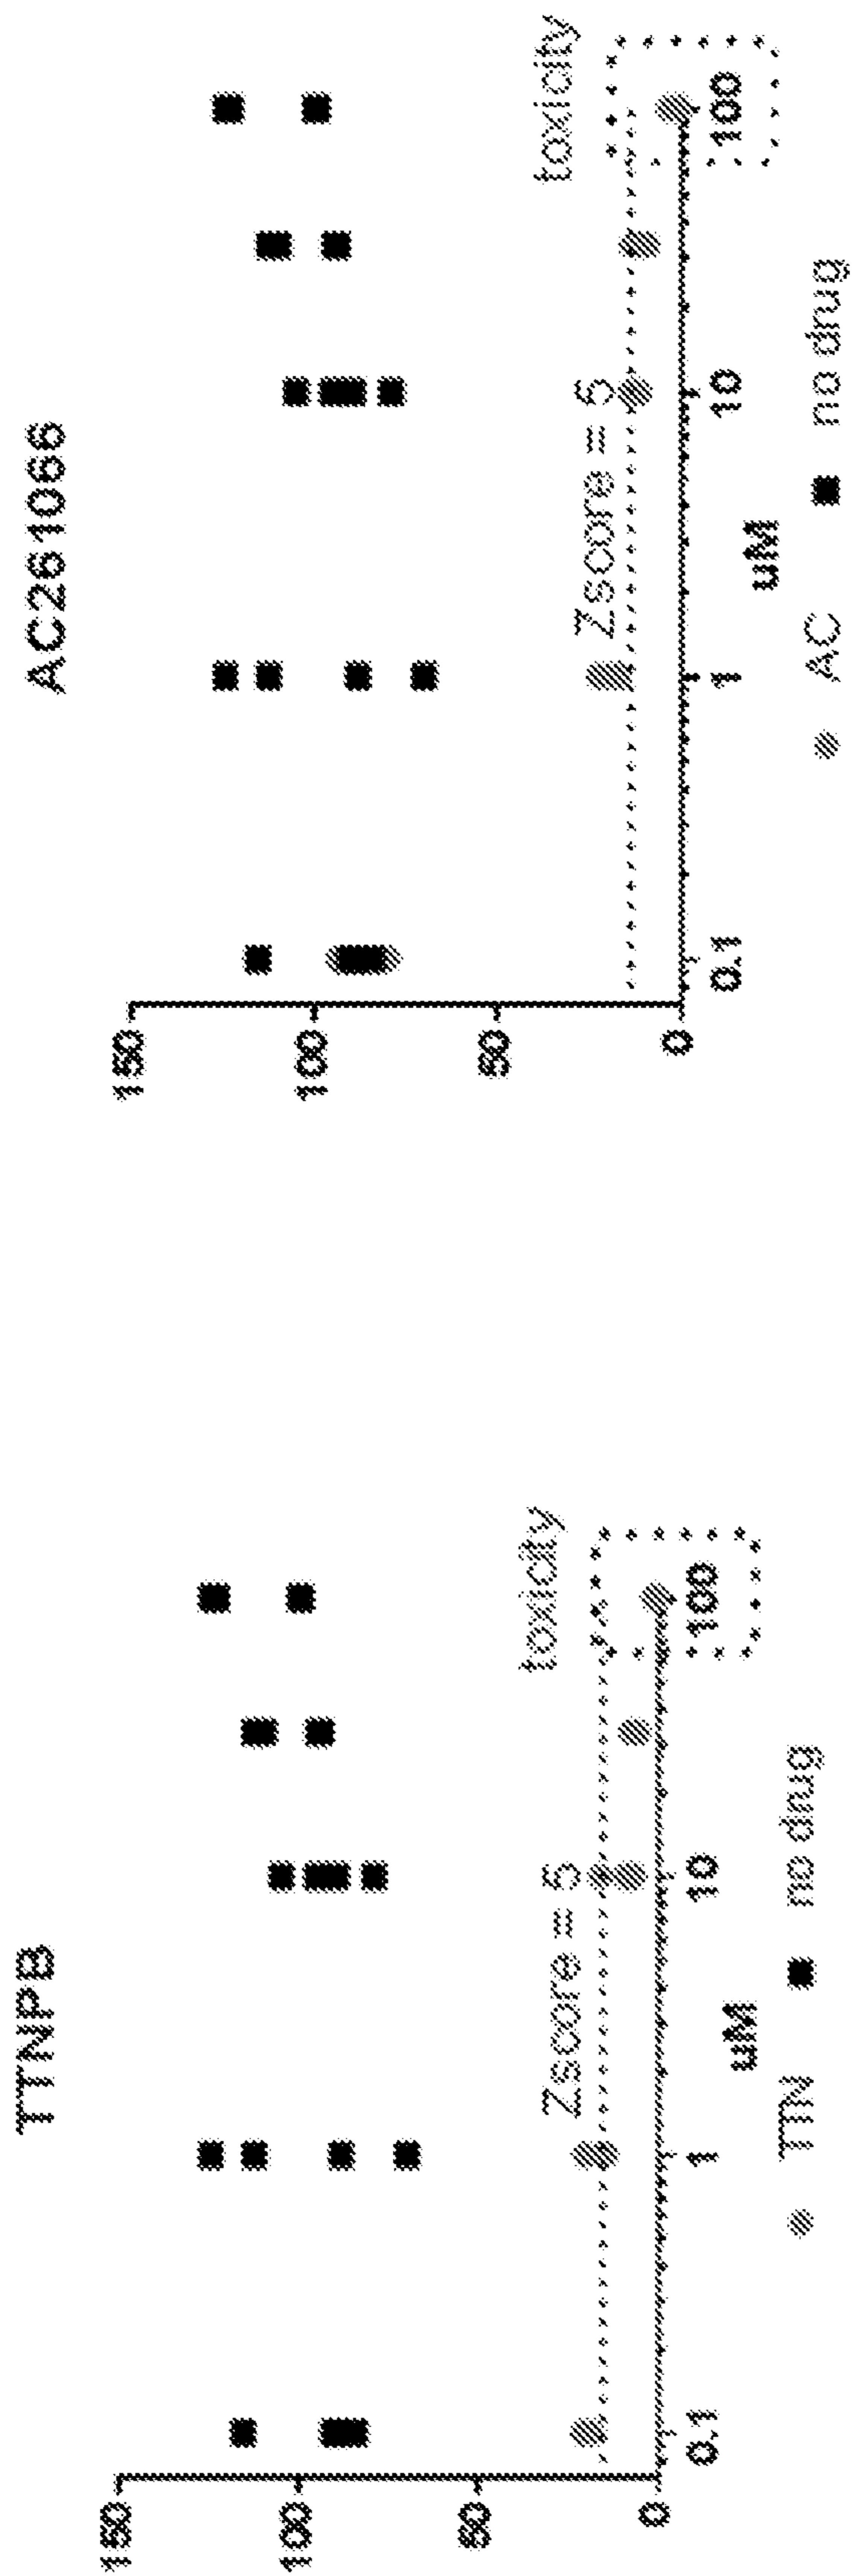 TTNPB
150
100
50
0
Zscore = 5
toxicity
0.1 1 10 100
uM
TTN no drug
AC261066
150
100
50
0
Zscore = 5
toxicity
0.1 1 10 100
uM
AC no drug